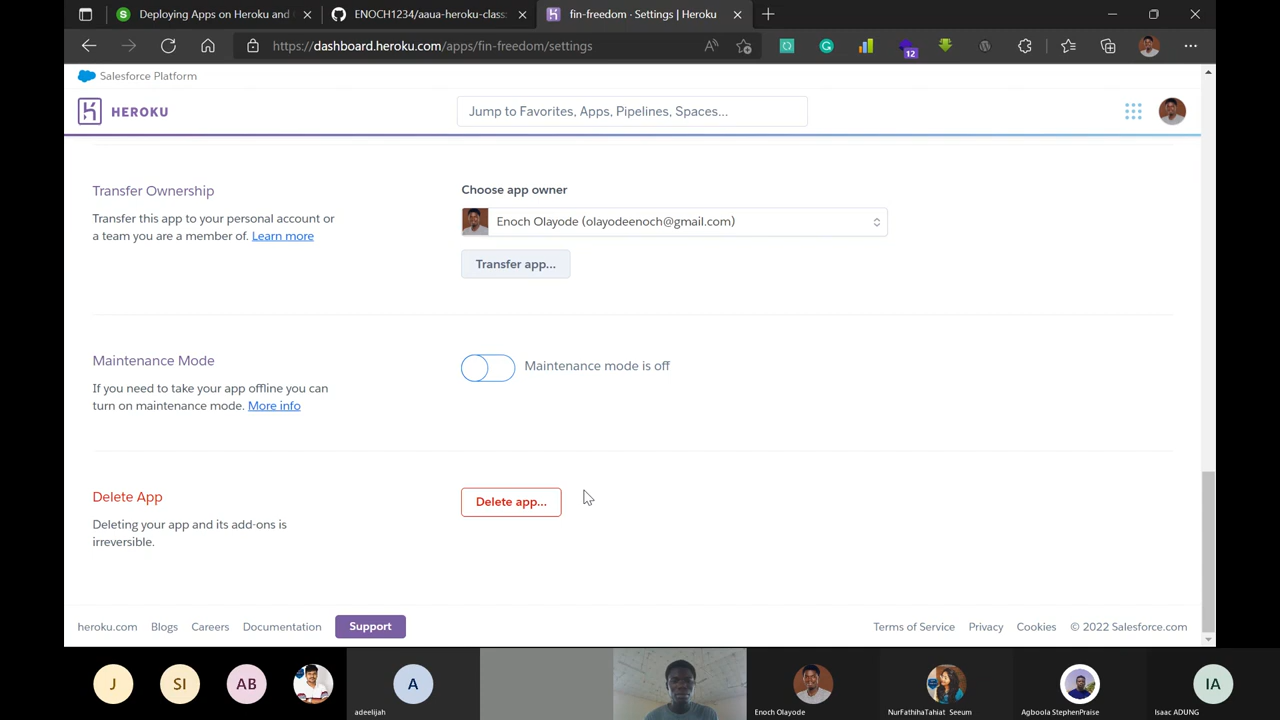 Deploying Apps on Heroku and
ENOCH1234/aaua-heroku-class
fin-freedom · Settings | Heroku
https://dashboard.heroku.com/apps/fin-freedom/settings
12
Salesforce Platform
HEROKU
Jump to Favorites, Apps, Pipelines, Spaces...
Transfer Ownership
Transfer this app to your personal account or
a team you are a member of. Learn more
Choose app owner
Enoch Olayode (olayodeenoch@gmail.com)
Transfer app...
Maintenance Mode
If you need to take your app offline you can
turn on maintenance mode. More info
Maintenance mode is off
Delete App
Deleting your app and its add-ons is
irreversible.
Delete app...
heroku.com Blogs Careers Documentation Support
Terms of Service Privacy Cookies © 2022 Salesforce.com
J
SI
AB
A
adeelijah
Enoch Olayode
NurFathihaTahiat Seeum
Agboola StephenPraise
IA
Isaac ADUNG